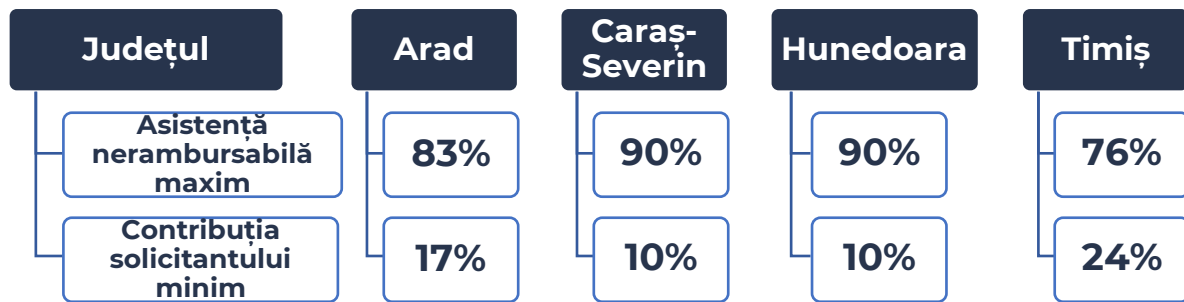 Județul
Arad
Caraș-
Severin
Hunedoara
Timiș
Asistență
nerambursabilă
maxim
83%
90%
90%
76%
Contribuția
solicitantului
minim
17%
10%
10%
24%